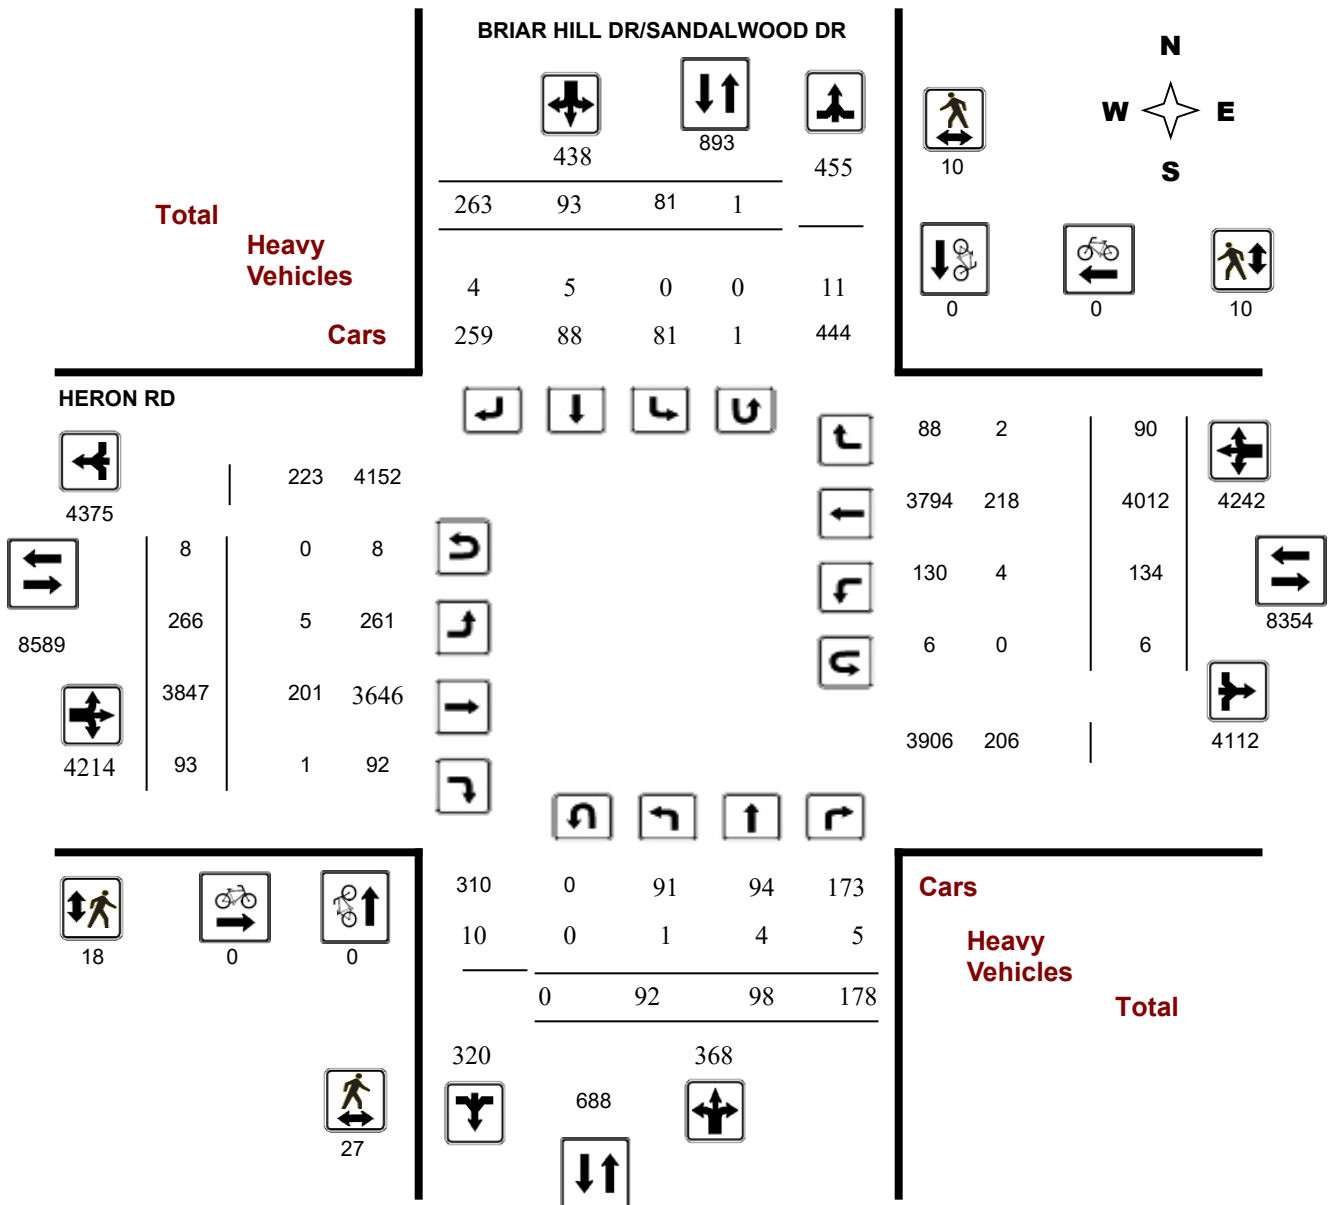 BRIAR HILL DR/SANDALWOOD DR
N
W E
S
438 893 455 10
263 93 81 1
Total
Heavy
Vehicles
4 5 0 0 11
0 0 10
Cars 259 88 81 1 444
HERON RD
88 2 90
223 4152
3794 218 4012 4242
4375
8 0 8
130 4 134
266 5 261
8589
8354
6 0 6
3847 201 3646
3906 206 4112
4214 93 1 92
310 0 91 94 173 Cars
10 0 1 4 5 Heavy
Vehicles
18 0 0
0 92 98 178 Total
320 368
688
27